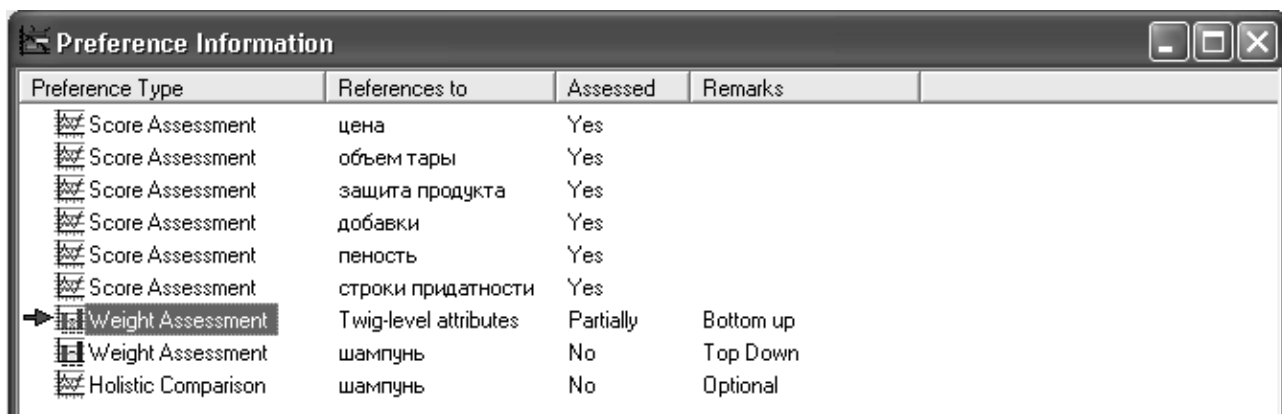 Preference Information
Preference Type References to Assessed Remarks
Score Assessment цена Yes
Score Assessment объем тары Yes
Score Assessment защита продукта Yes
Score Assessment добавки Yes
Score Assessment пеность Yes
Score Assessment строки придатности Yes
Weight Assessment Twig-level attributes Partially Bottom up
Weight Assessment шампунь No Top Down
Holistic Comparison шампунь No Optional